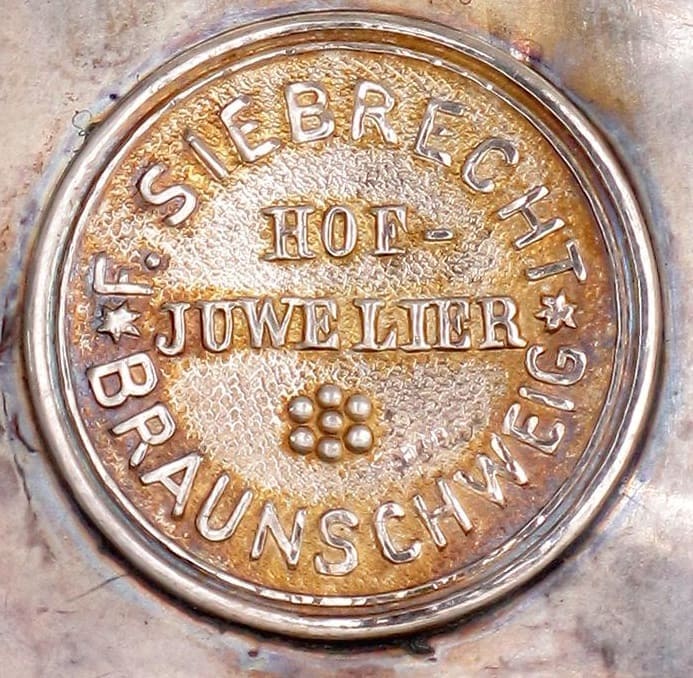 F. SIEBRECHT
HOF-
JUWELIER
BRAUNSCHWEIG